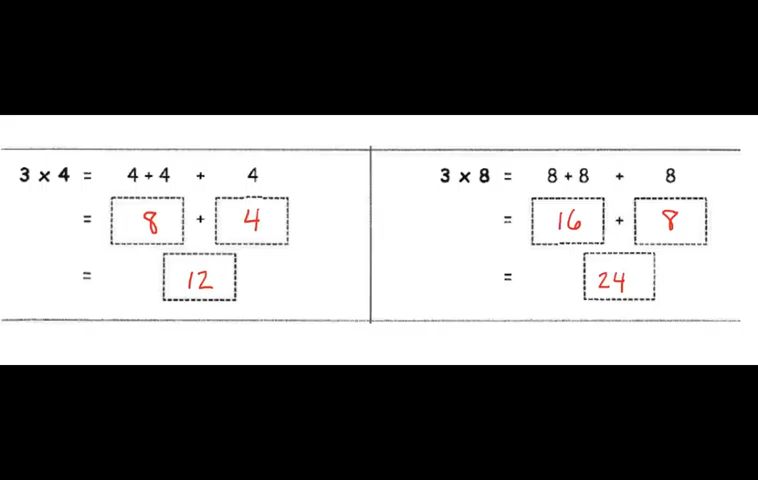 3 x 4 = 4 + 4 + 4
= 8 + 4
= 12
3 x 8 = 8 + 8 + 8
= 16 + 8
= 24